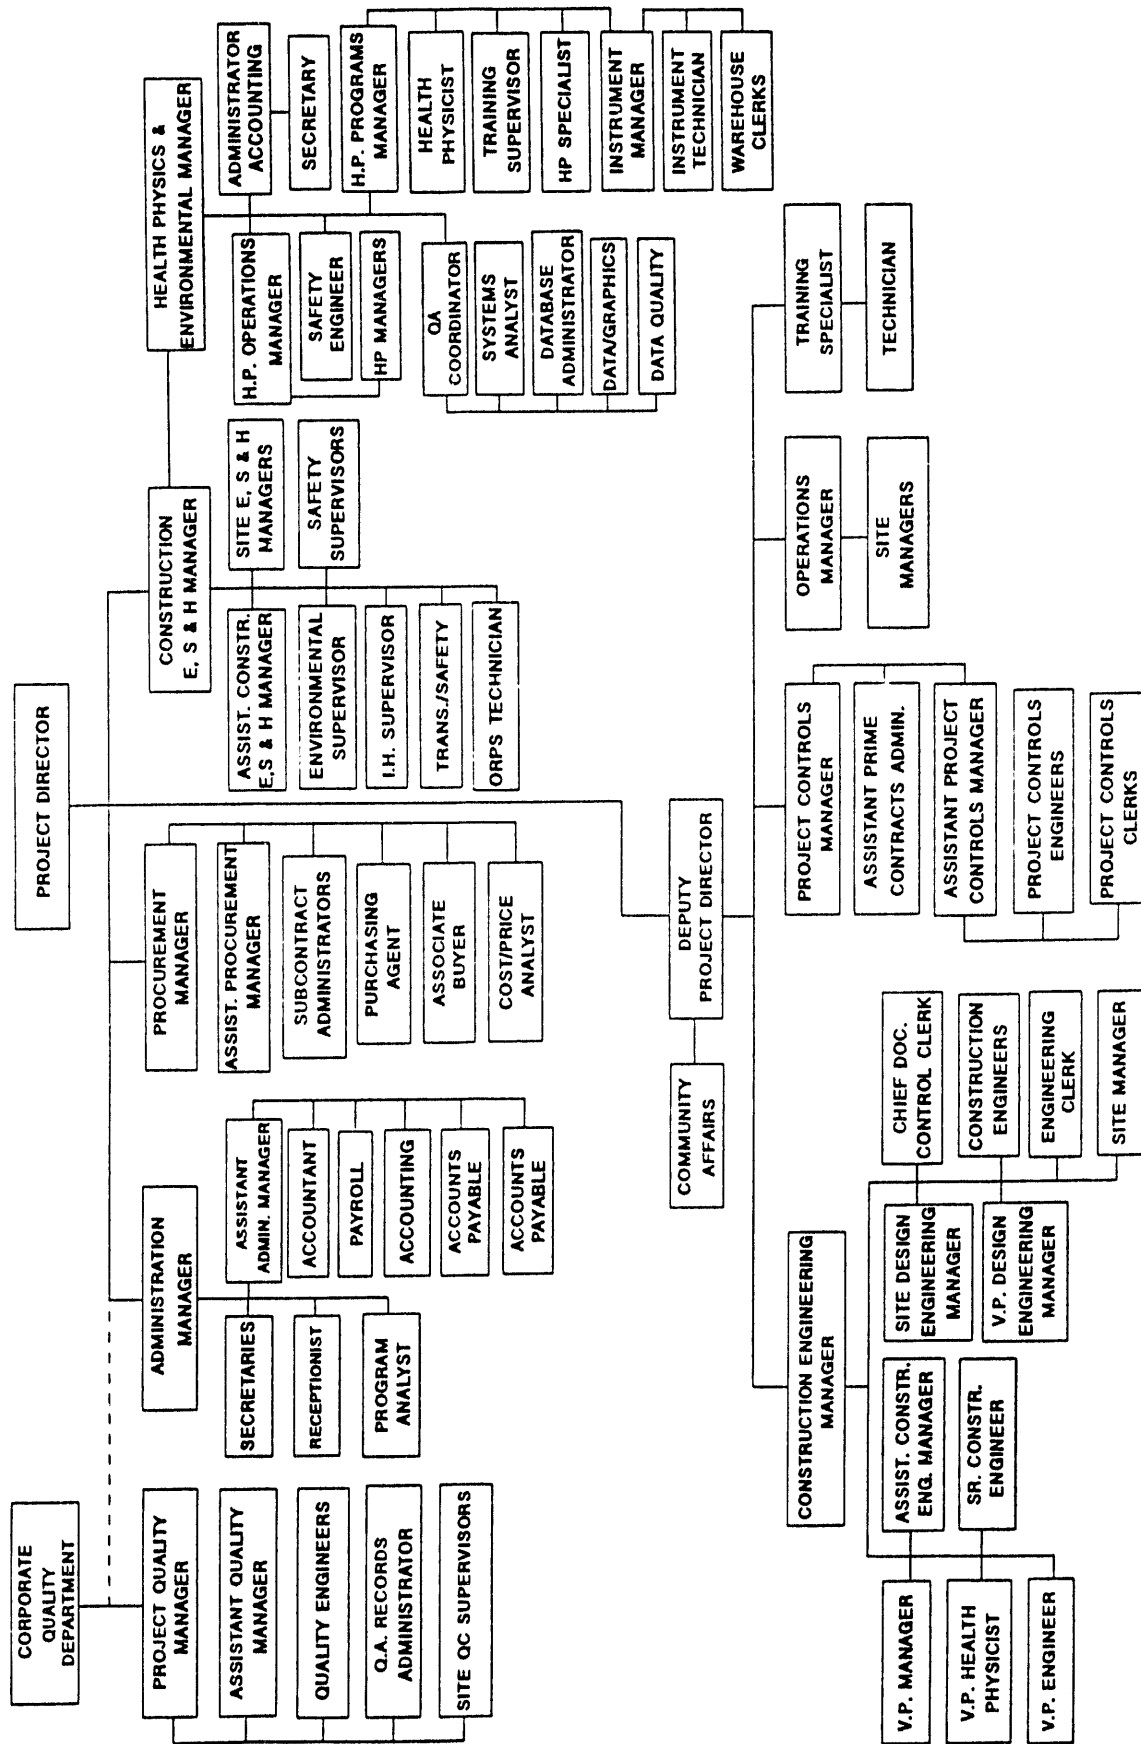 CORPORATE
QUALITY
DEPARTMENT
PROJECT DIRECTOR
PROJECT QUALITY
MANAGER
ASSISTANT QUALITY
MANAGER
QUALITY ENGINEERS
Q.A. RECORDS
ADMINISTRATOR
SITE QC SUPERVISORS
ADMINISTRATION
MANAGER
SECRETARIES
RECEPTIONIST
PROGRAM
ANALYST
ASSISTANT
ADMIN. MANAGER
ACCOUNTANT
PAYROLL
ACCOUNTING
ACCOUNTS
PAYABLE
ACCOUNTS
PAYABLE
PROCUREMENT
MANAGER
ASSIST. PROCUREMENT
MANAGER
SUBCONTRACT
ADMINISTRATORS
PURCHASING
AGENT
ASSOCIATE
BUYER
COST/PRICE
ANALYST
CONSTRUCTION
E, S & H MANAGER
ASSIST. CONSTR.
E,S & H MANAGER
SITE E, S & H
MANAGERS
ENVIRONMENTAL
SUPERVISOR
SAFETY
SUPERVISORS
I.H. SUPERVISOR
TRANS./SAFETY
ORPS TECHNICIAN
HEALTH PHYSICS &
ENVIRONMENTAL MANAGER
H.P. OPERATIONS
MANAGER
ADMINISTRATOR
ACCOUNTING
SECRETARY
SAFETY
ENGINEER
HP MANAGERS
H.P. PROGRAMS
MANAGER
HEALTH
PHYSICIST
TRAINING
SUPERVISOR
HP SPECIALIST
INSTRUMENT
MANAGER
INSTRUMENT
TECHNICIAN
WAREHOUSE
CLERKS
QA
COORDINATOR
SYSTEMS
ANALYST
DATABASE
ADMINISTRATOR
DATA/GRAPHICS
DATA QUALITY
COMMUNITY
AFFAIRS
DEPUTY
PROJECT DIRECTOR
CONSTRUCTION ENGINEERING
MANAGER
V.P. MANAGER
ASSIST. CONSTR.
ENG. MANAGER
V.P. HEALTH
PHYSICIST
SR. CONSTR.
ENGINEER
V.P. ENGINEER
SITE DESIGN
ENGINEERING
MANAGER
CHIEF DOC.
CONTROL CLERK
V.P. DESIGN
ENGINEERING
MANAGER
CONSTRUCTION
ENGINEERS
ENGINEERING
CLERK
SITE MANAGER
PROJECT CONTROLS
MANAGER
ASSISTANT PRIME
CONTRACTS ADMIN.
ASSISTANT PROJECT
CONTROLS MANAGER
PROJECT CONTROLS
ENGINEERS
PROJECT CONTROLS
CLERKS
OPERATIONS
MANAGER
SITE
MANAGERS
TRAINING
SPECIALIST
TECHNICIAN